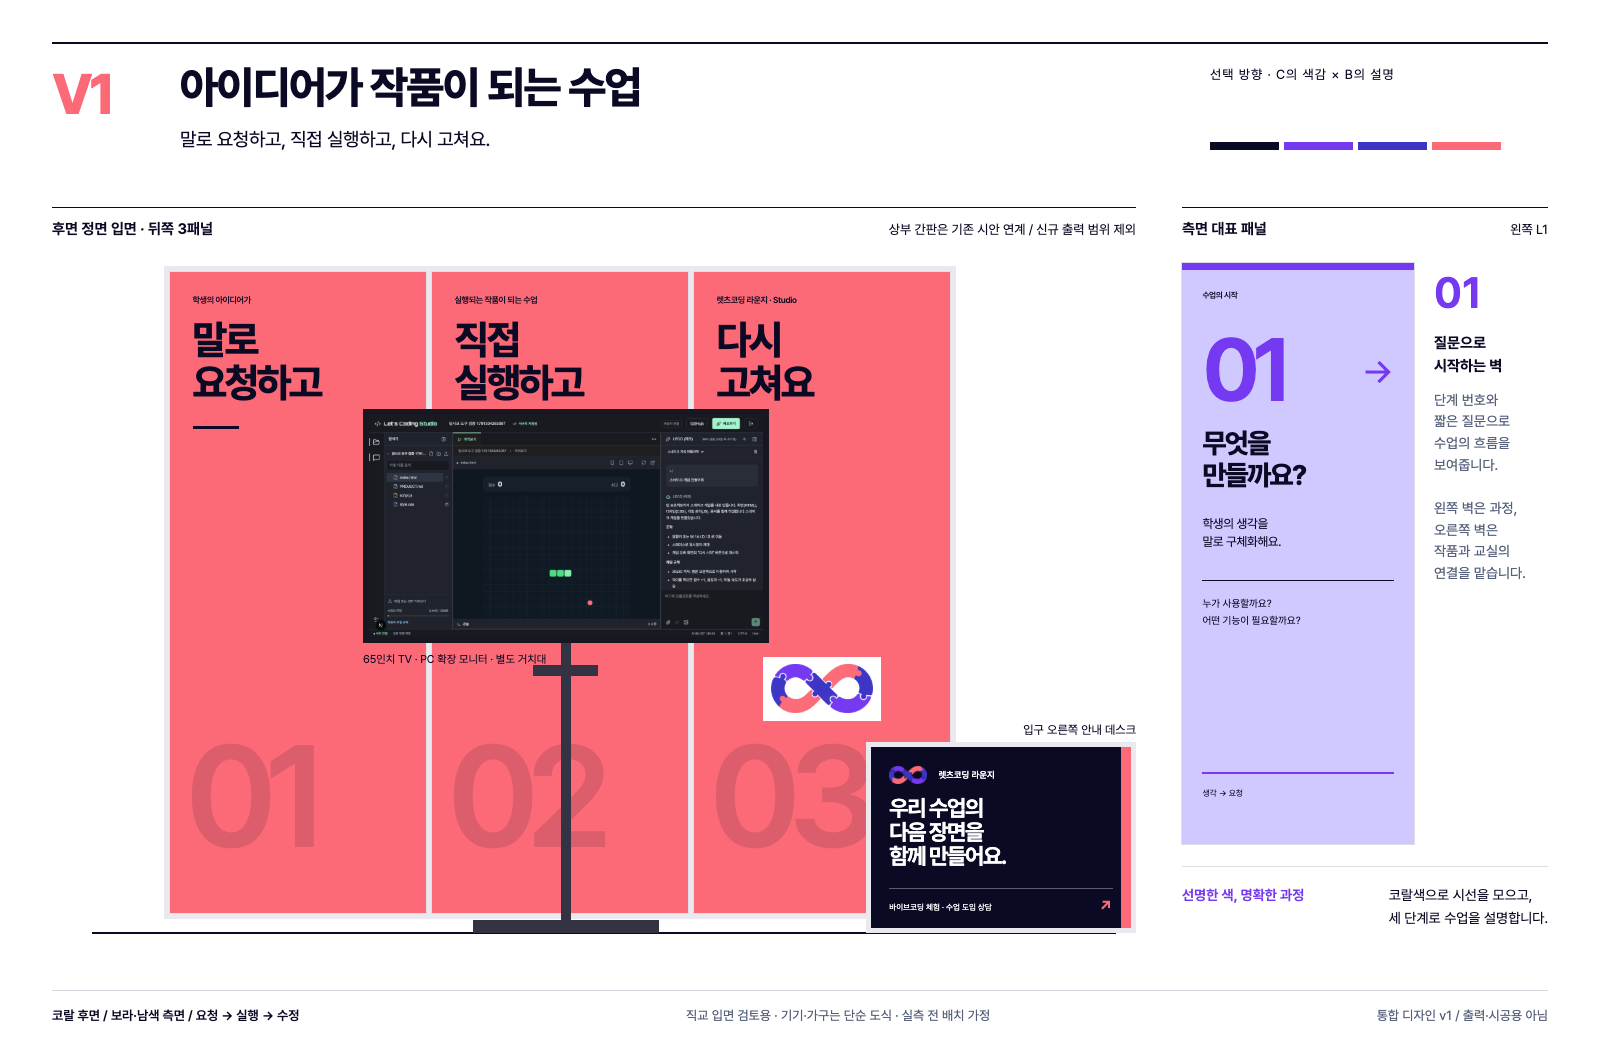 V1
아이디어가 작품이 되는 수업
말로 요청하고, 직접 실행하고, 다시 고쳐요.
선택 방향 · C의 색감 × B의 설명
후면 정면 입면 · 뒤쪽 3패널
상부 간판은 기존 시안 연계 / 신규 출력 범위 제외
학생의 아이디어가
말로
요청하고
01
실행되는 작품이 되는 수업
직접
실행하고
02
렛츠코딩 라운지 · Studio
다시
고쳐요
03
Let's Coding Studio
GitHub
index.html
65인치 TV · PC 확장 모니터 · 별도 거치대
입구 오른쪽 안내 데스크
렛츠코딩 라운지
우리 수업의
다음 장면을
함께 만들어요.
바이브코딩 체험 · 수업 도입 상담
측면 대표 패널
왼쪽 L1
수업의 시작
01
→
무엇을
만들까요?
학생의 생각을
말로 구체화해요.
누가 사용할까요?
어떤 기능이 필요할까요?
생각 → 요청
01
질문으로
시작하는 벽
단계 번호와
짧은 질문으로
수업의 흐름을
보여줍니다.
왼쪽 벽은 과정,
오른쪽 벽은
작품과 교실의
연결을 맡습니다.
선명한 색, 명확한 과정
코랄색으로 시선을 모으고,
세 단계로 수업을 설명합니다.
코랄 후면 / 보라·남색 측면 / 요청 → 실행 → 수정
직교 입면 검토용 · 기기·가구는 단순 도식 · 실측 전 배치 가정
통합 디자인 v1 / 출력·시공용 아님